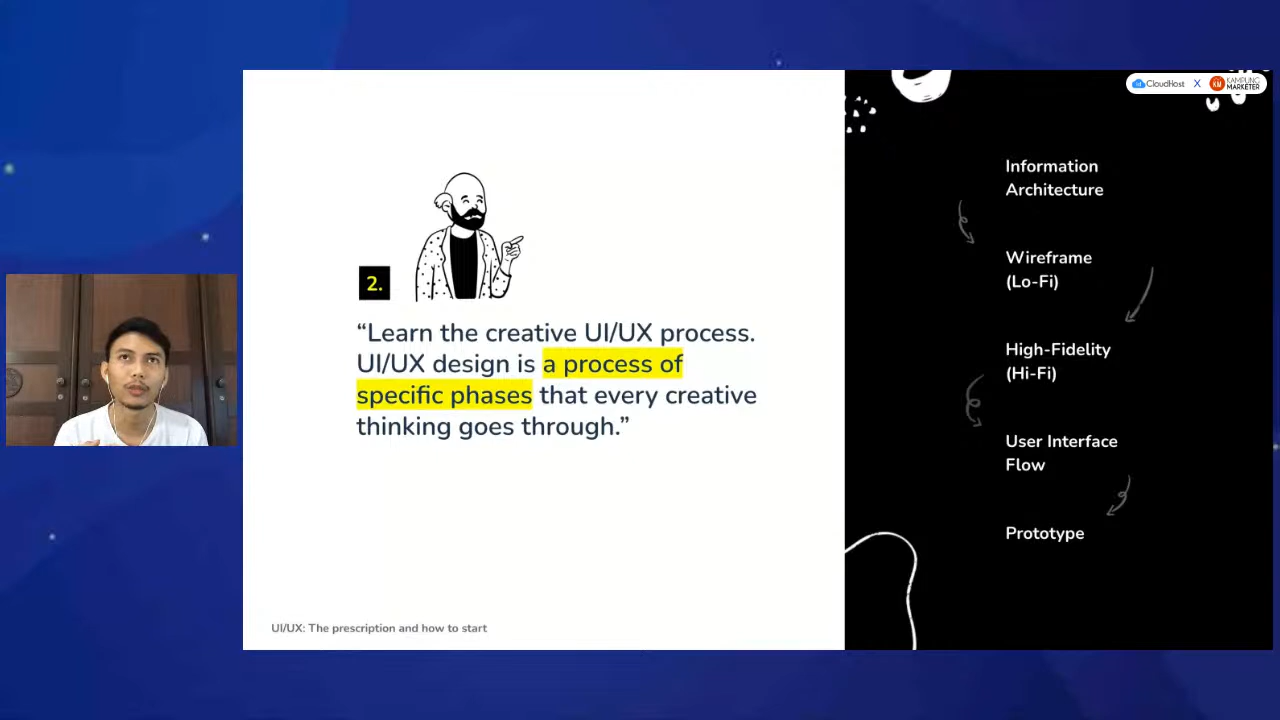 CloudHost X KAMPUNG MARKETER
2.
“Learn the creative UI/UX process.
UI/UX design is a process of
specific phases that every creative
thinking goes through.”
UI/UX: The prescription and how to start
Information
Architecture
Wireframe
(Lo-Fi)
High-Fidelity
(Hi-Fi)
User Interface
Flow
Prototype